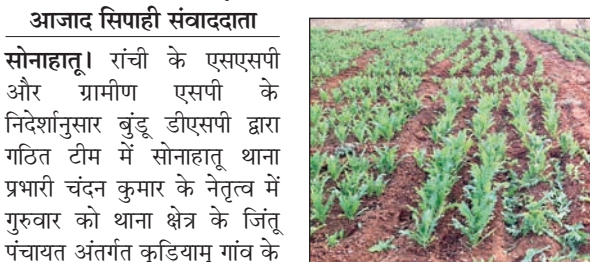 आजाद सिपाही संवाददाता
सोनाहातू। रांची के एसएसपी
और ग्रामीण एसपी के
निदेर्शानुसार बुंडू डीएसपी द्वारा
गठित टीम में सोनाहातू थाना
प्रभारी चंदन कुमार के नेतृत्व में
गुरुवार को थाना क्षेत्र के जिंतू
पंचायत अंतर्गत कुडियामू गांव के